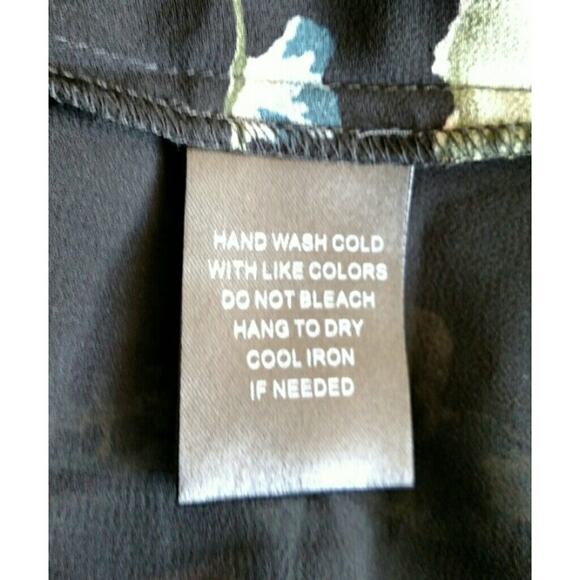 HAND WASH COLD
WITH LIKE COLORS
DO NOT BLEACH
HANG TO DRY
COOL IRON
IF NEEDED